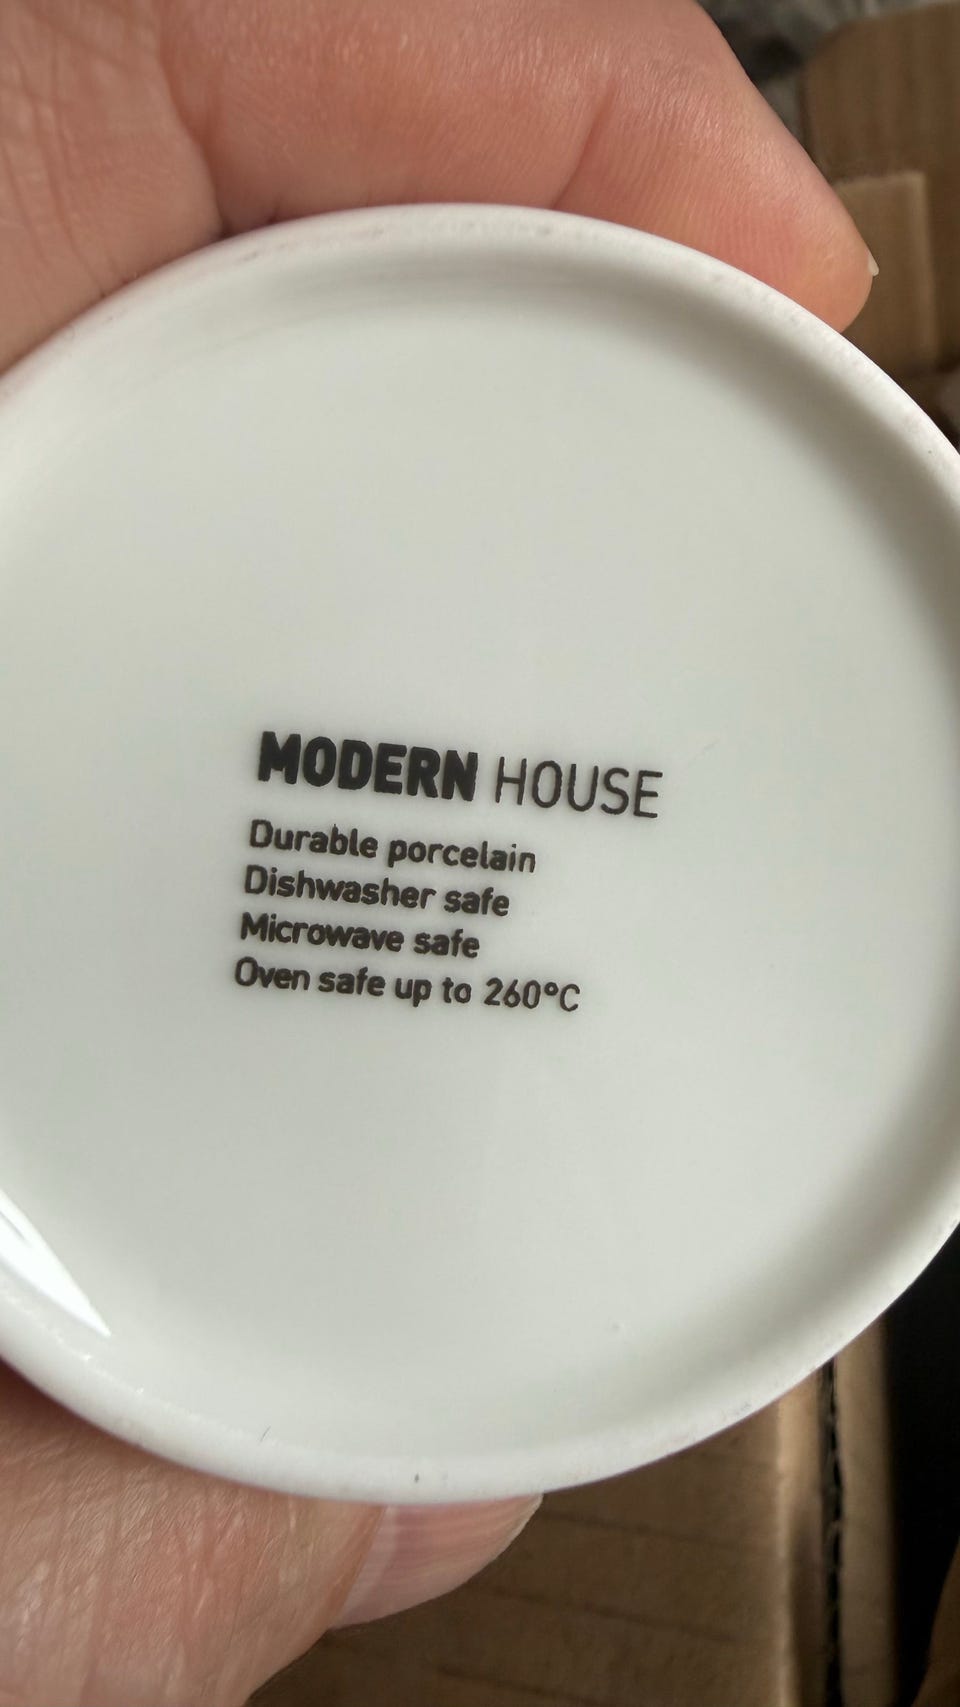 MODERN HOUSE
Durable porcelain
Dishwasher safe
Microwave safe
Oven safe up to 260°C